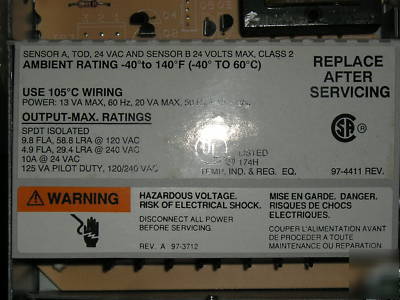 SENSOR A, TOD, 24 VAC AND SENSOR B 24 VOLTS MAX, CLASS 2
AMBIENT RATING -40°to 140°F (-40° TO 60°C)
REPLACE
AFTER
SERVICING
USE 105°C WIRING
POWER: 13 VA MAX, 60 Hz, 20 VA MAX, 50
OUTPUT-MAX. RATINGS
SPDT ISOLATED
9.8 FLA, 58.8 LRA @ 120 VAC
4.9 FLA, 29.4 LRA @ 240 VAC
10A @ 24 VAC
125 VA PILOT DUTY, 120/240 VAC
UL LISTED
174H
TEMP. IND. & REG. EQ.
97-4411 REV.
WARNING
HAZARDOUS VOLTAGE.
RISK OF ELECTRICAL SHOCK.
DISCONNECT ALL POWER
BEFORE SERVICING.
REV. A 97-3712
MISE EN GARDE. DANGER.
RISQUES DE CHOCS
ELECTRIQUES.
COUPER L'ALIMENTATION AVANT
DE PROCEDER A TOUTE
MAINTENANCE OU REPARATION